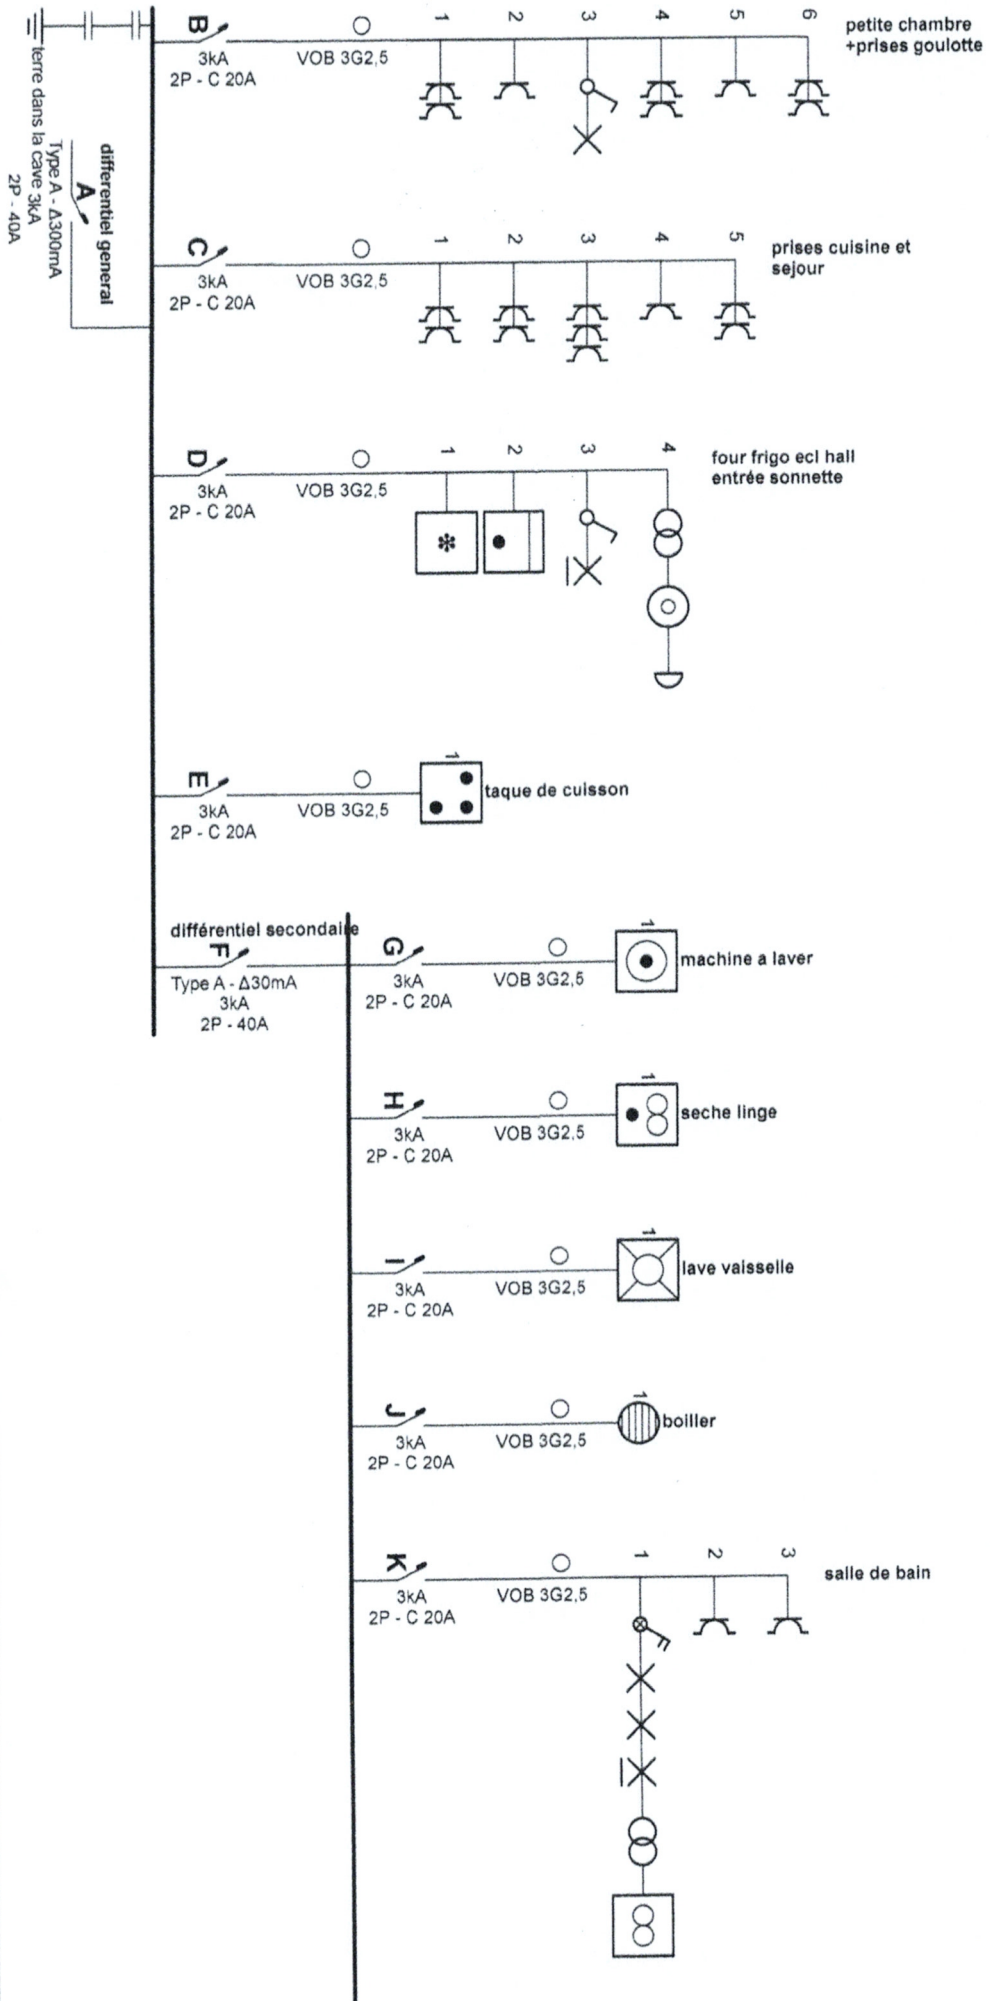 terre dans la cave 3kA
2P - 40A
differentiel general
A
Type A - Δ300mA
B
3kA
2P - C 20A
VOB 3G2,5
1
2
3
4
5
6
petite chambre
+prises goulotte
C
3kA
2P - C 20A
VOB 3G2,5
1
2
3
4
5
prises cuisine et
sejour
D
3kA
2P - C 20A
VOB 3G2,5
1
2
3
4
four frigo ecl hall
entrée sonnette
E
3kA
2P - C 20A
VOB 3G2,5
1
taque de cuisson
différentiel secondaire
F
Type A - Δ30mA
3kA
2P - 40A
G
3kA
2P - C 20A
VOB 3G2,5
1
machine a laver
H
3kA
2P - C 20A
VOB 3G2,5
1
seche linge
I
3kA
2P - C 20A
VOB 3G2,5
1
lave vaisselle
J
3kA
2P - C 20A
VOB 3G2,5
1
boiller
K
3kA
2P - C 20A
VOB 3G2,5
1
2
3
salle de bain